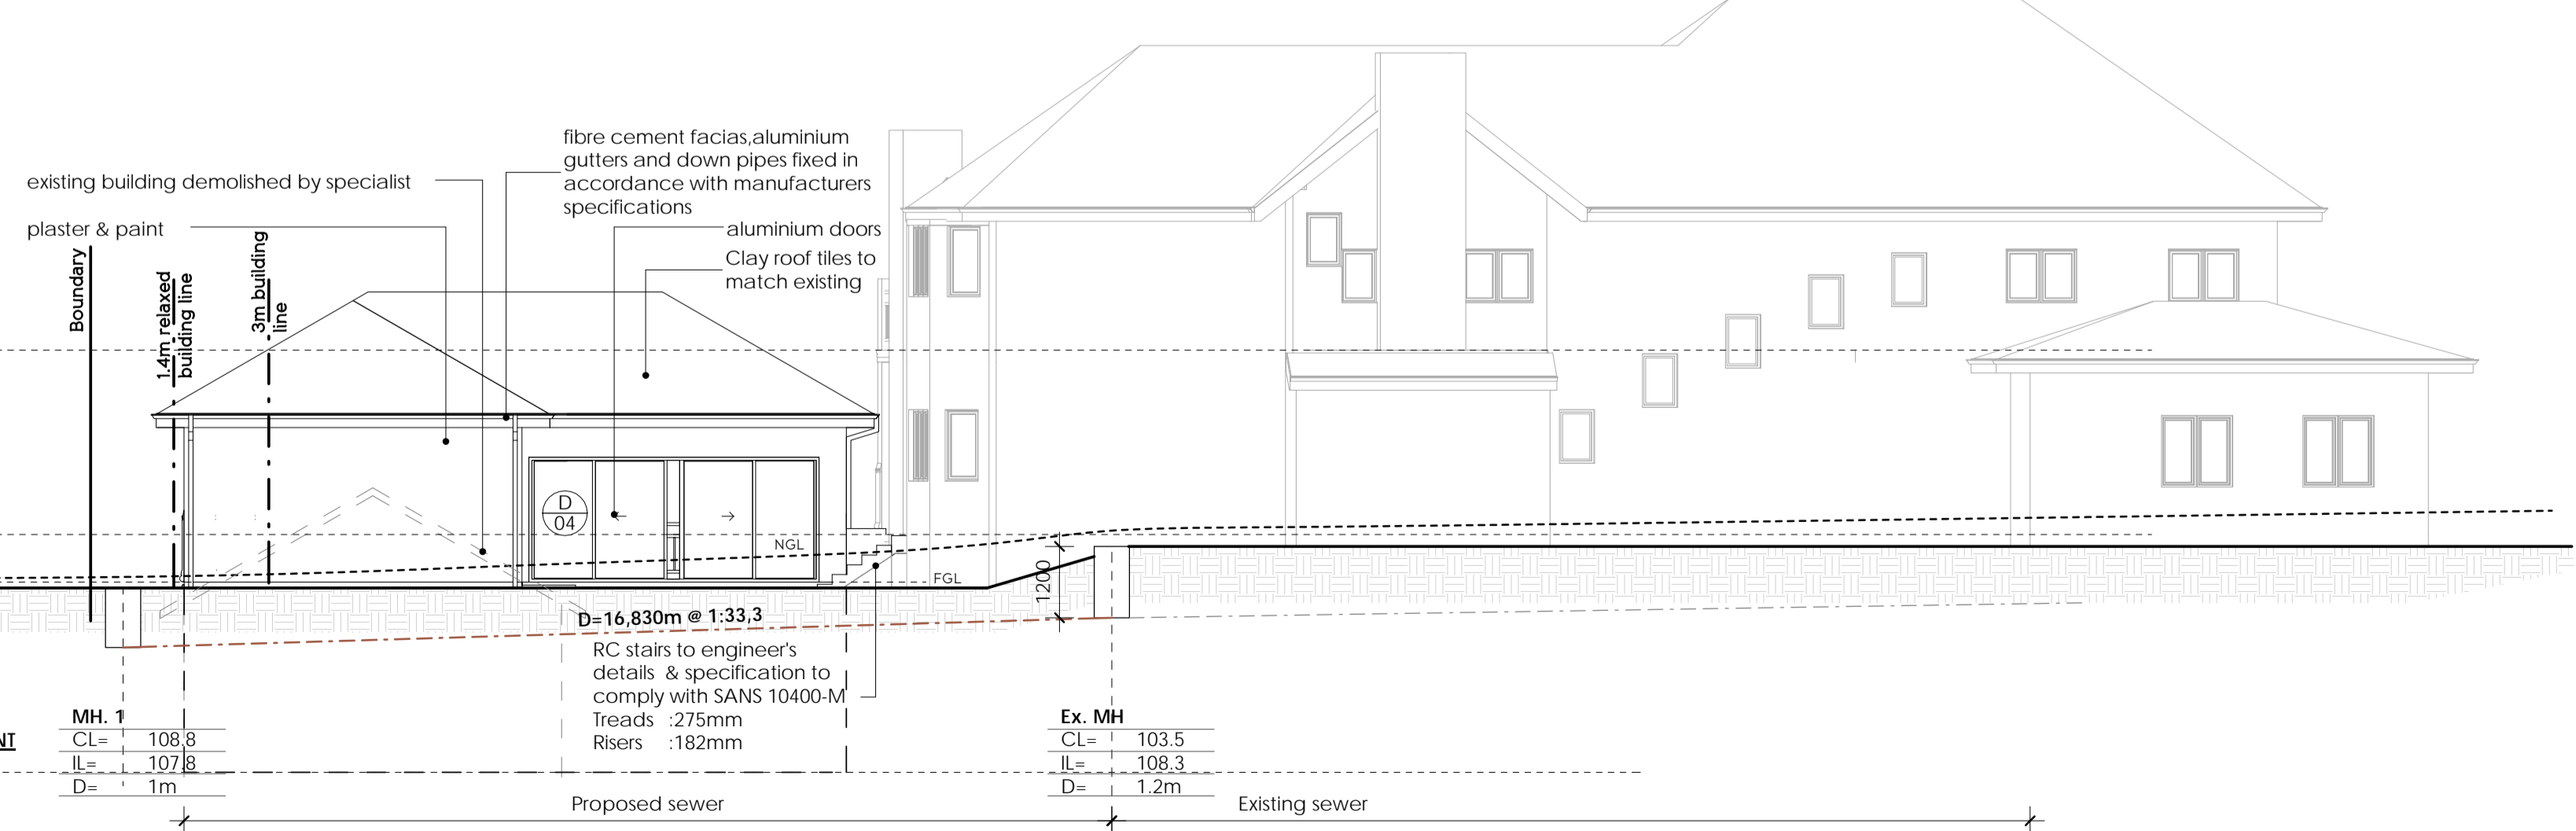 fibre cement facias,aluminium
gutters and down pipes fixed in
accordance with manufacturers
specifications
existing building demolished by specialist
plaster & paint
aluminium doors
Clay roof tiles to
match existing
Boundary
1.4m relaxed
building line
3m building
line
D
04
NGL
FGL
1200
D=16,830m @ 1:33,3
RC stairs to engineer's
details & specification to
comply with SANS 10400-M
Treads :275mm
Risers :182mm
NT
MH. 1
CL= 108.8
IL= 107.8
D= 1m
Ex. MH
CL= 103.5
IL= 108.3
D= 1.2m
Proposed sewer
Existing sewer